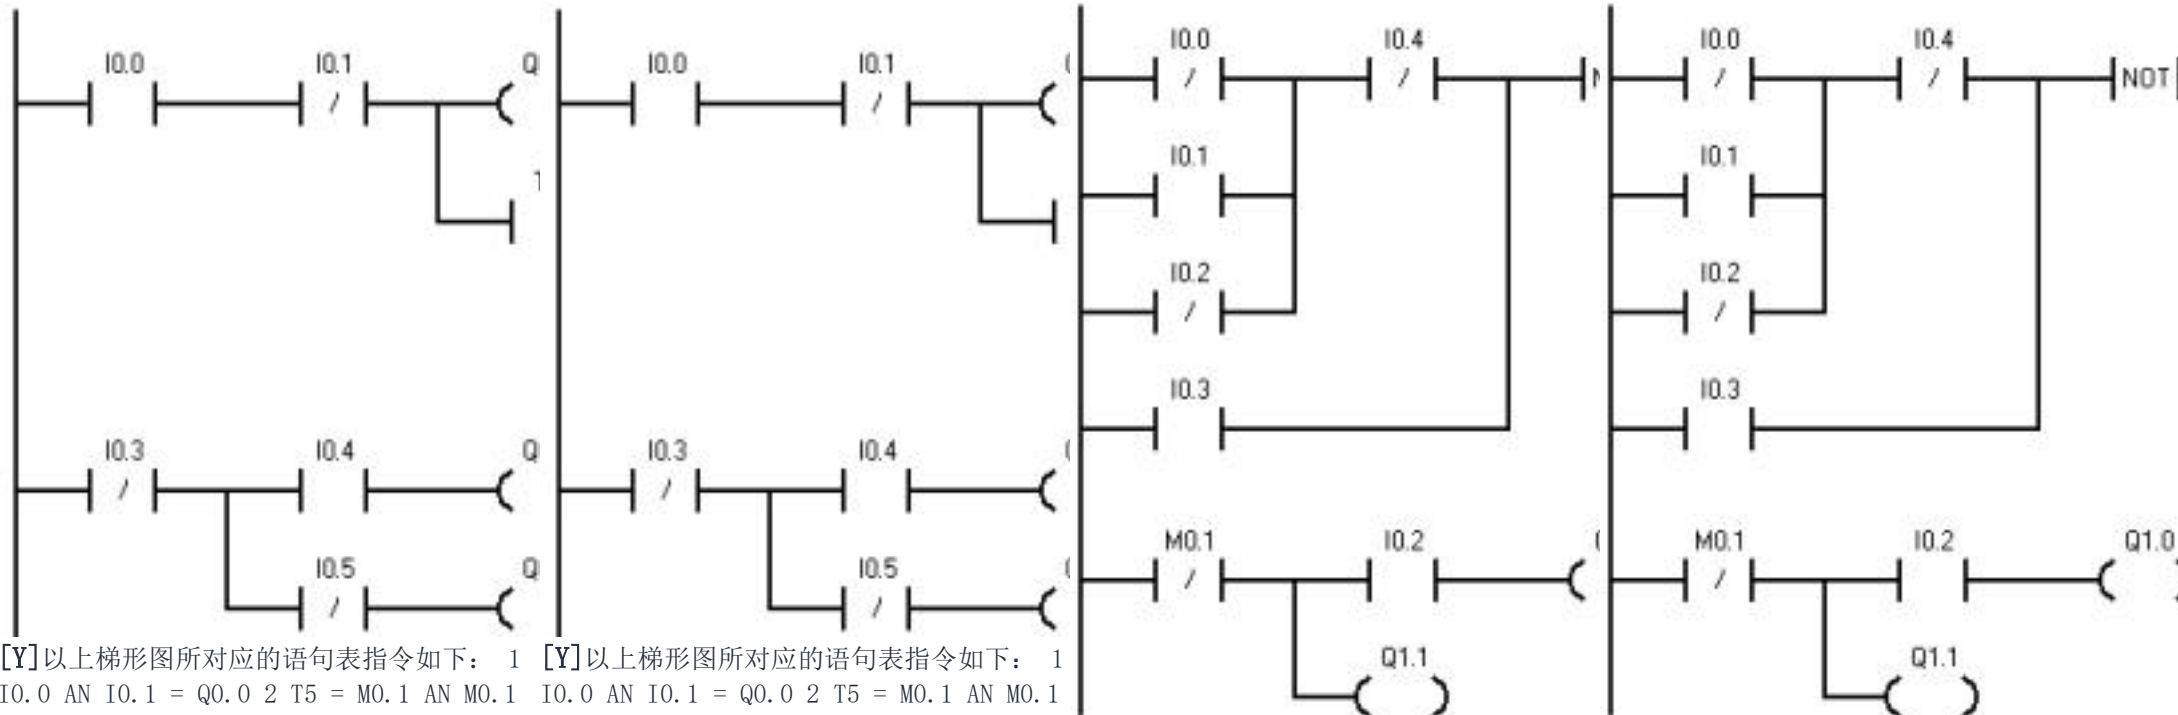 I0.0 I0.1 Q
I0.3 I0.4 Q
I0.5 Q
[Y]以上梯形图所对应的语句表指令如下: 1
I0.0 AN I0.1 = Q0.0 2 T5 = M0.1 AN M0.1
I0.0 I0.1
I0.3 I0.4
I0.5
[Y]以上梯形图所对应的语句表指令如下: 1
I0.0 AN I0.1 = Q0.0 2 T5 = M0.1 AN M0.1
I0.0 I0.4
I0.1
I0.2
I0.3
M0.1 I0.2
Q1.1
I0.0 I0.4
NOT
I0.1
I0.2
I0.3
M0.1 I0.2 Q1.0
Q1.1